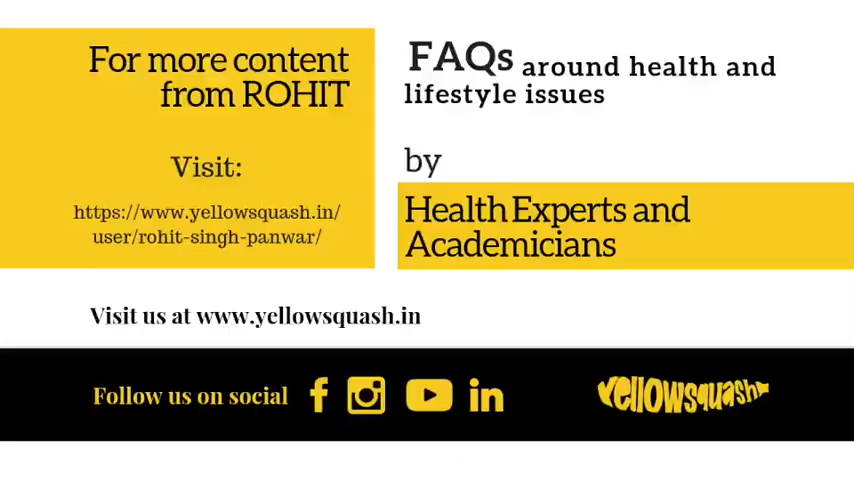 For more content
from ROHIT
Visit:
https://www.yellowsquash.in/
user/rohit-singh-panwar/
FAQs around health and
lifestyle issues
by
Health Experts and
Academicians
Visit us at www.yellowsquash.in
Follow us on social
yellowsquash